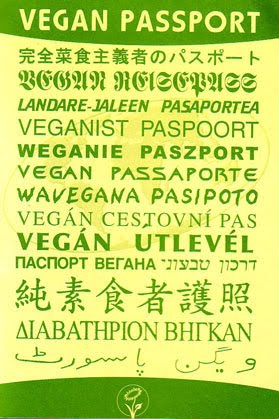 VEGAN PASSPORT
完全菜食主義者のパスポート
VEGAN REISEPASS
LANDARE-JALEEN PASAPORTEA
VEGANIST PASPOORT
WEGANIE PASZPORT
VEGAN PASSAPORTE
WAVEGANA PASIPOTO
VEGÁN CESTOVNÍ PAS
VEGÁN ÚTLEVÉL
ПАСПОРТ ВЕГАНА דרכון טבעוני
純素食者護照
ΔΙΑΒΑΤΗΡΙΟΝ ΒΗΓΚΑΝ
ویگن پاسپورٹ